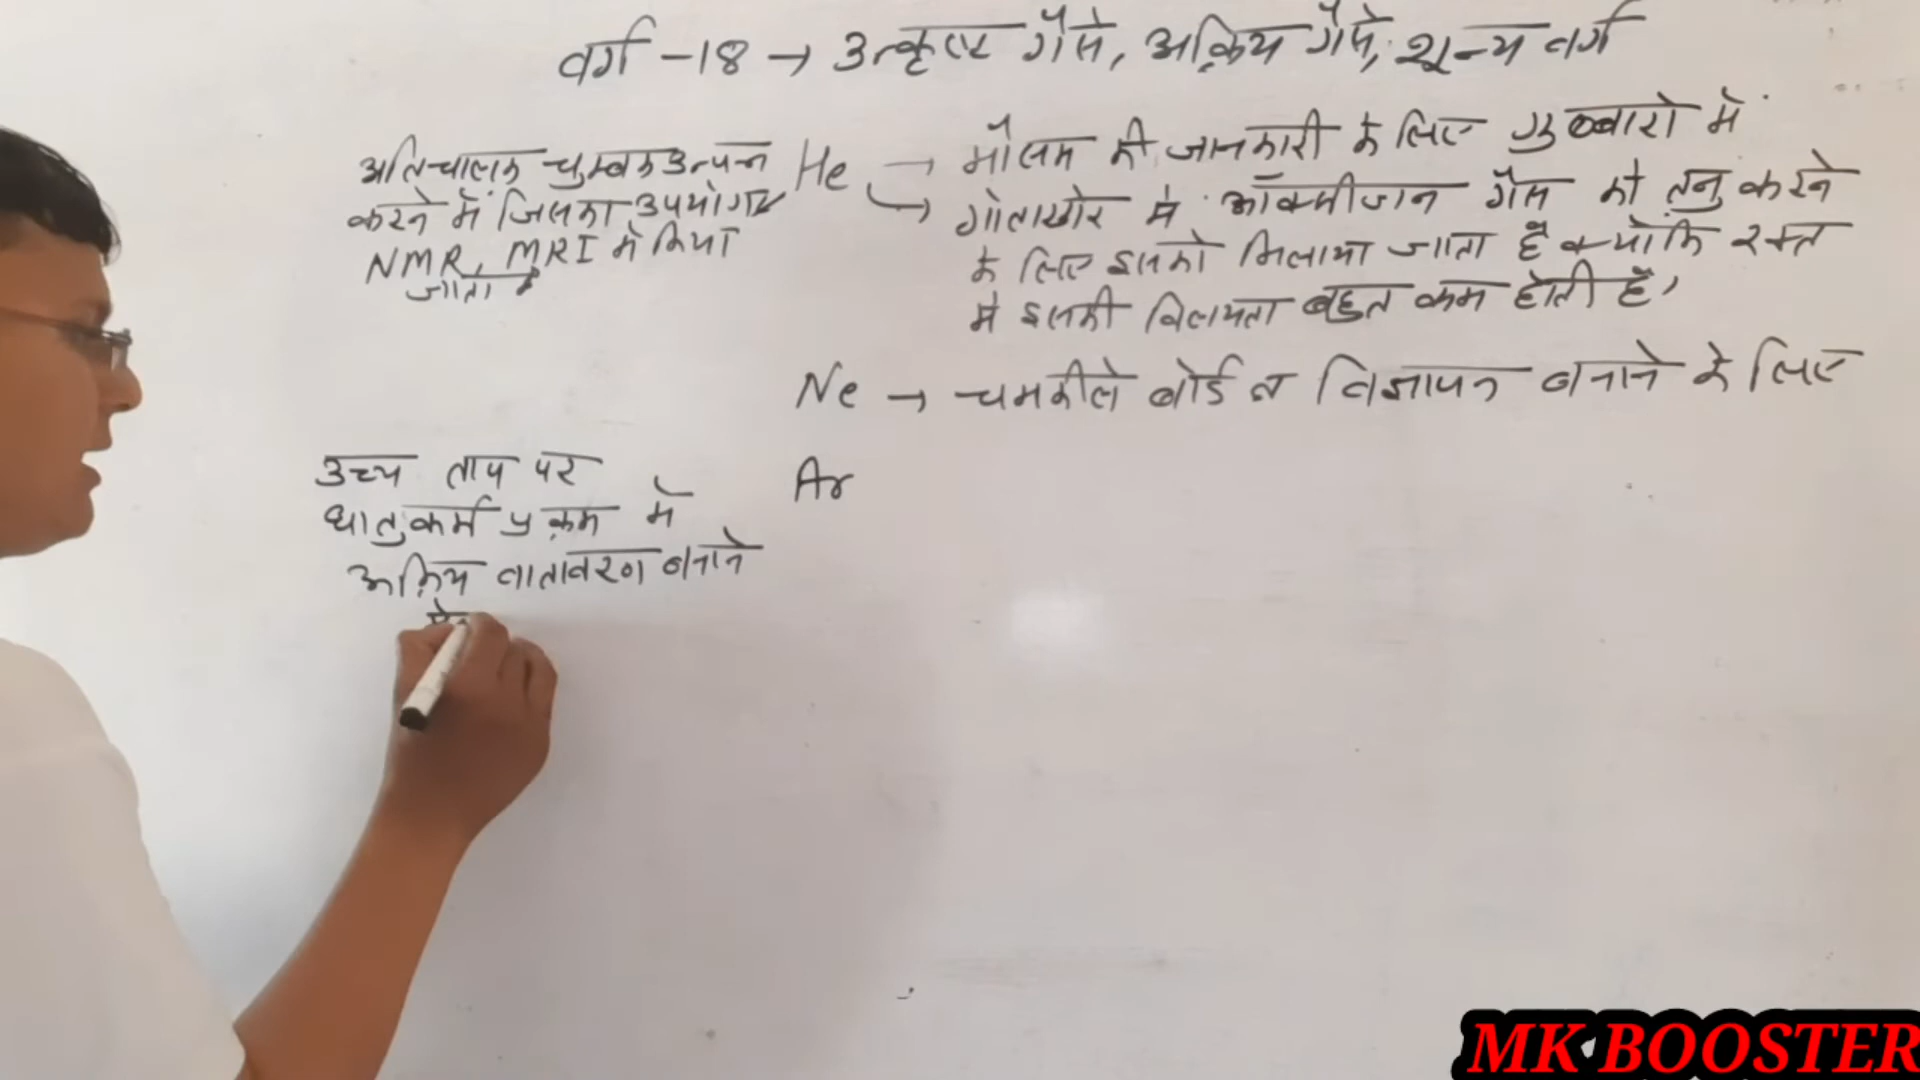 वर्ग -18 → उत्कृष्ट गैसे, अक्रिय गैसे, शून्य वर्ग
अतिचालक चुम्बक उत्पन्न
करने में जिसका उपयोग
NMR, MRI में किया
जाता है
He → मौसम की जानकारी के लिए गुब्बारो में
→ गोताखोर में ऑक्सीजन गैस को तनु करने
के लिए इसको मिलाया जाता है क्योकि रक्त
में इसकी विलेयता बहुत कम होती है,
Ne → चमकीले बोर्ड व विज्ञापन बनाने के लिए
उच्च ताप पर
धातुकर्म प्रक्रम में
अक्रिय वातावरण बनाने
Ar
MK BOOSTER